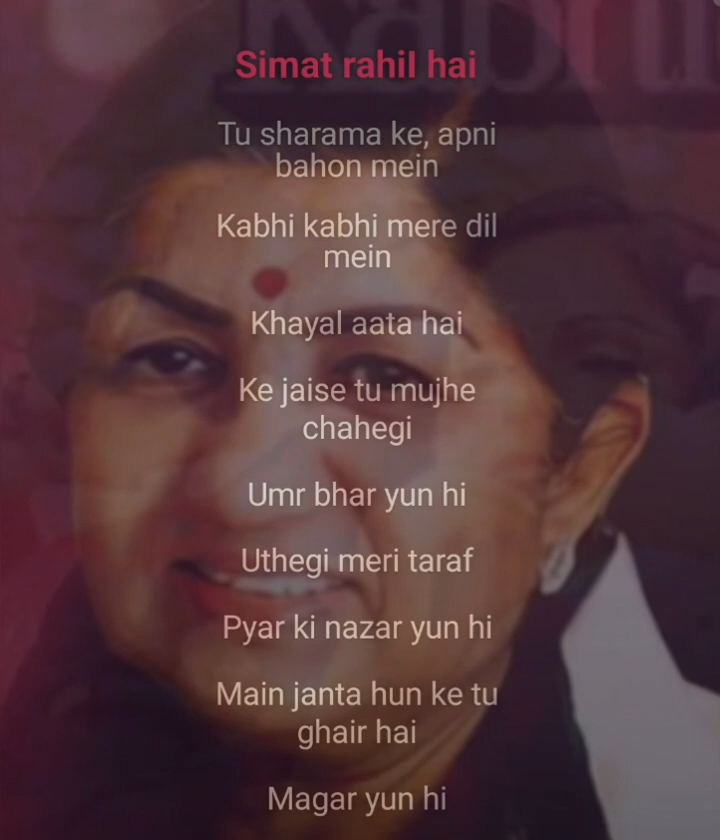 Simat rahil hai
Tu sharama ke, apni
bahon mein
Kabhi kabhi mere dil
mein
Khayal aata hai
Ke jaise tu mujhe
chahegi
Umr bhar yun hi
Uthegi meri taraf
Pyar ki nazar yun hi
Main janta hun ke tu
ghair hai
Magar yun hi